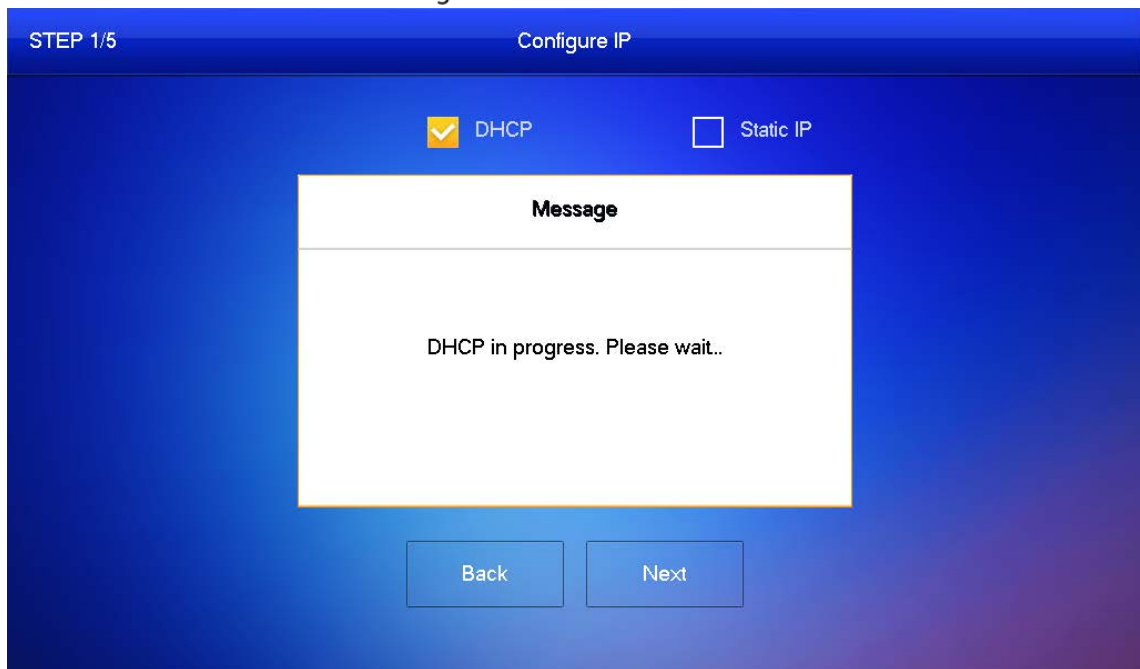 STEP 1/5
Configure IP
DHCP
Static IP
Message
DHCP in progress. Please wait..
Back
Next